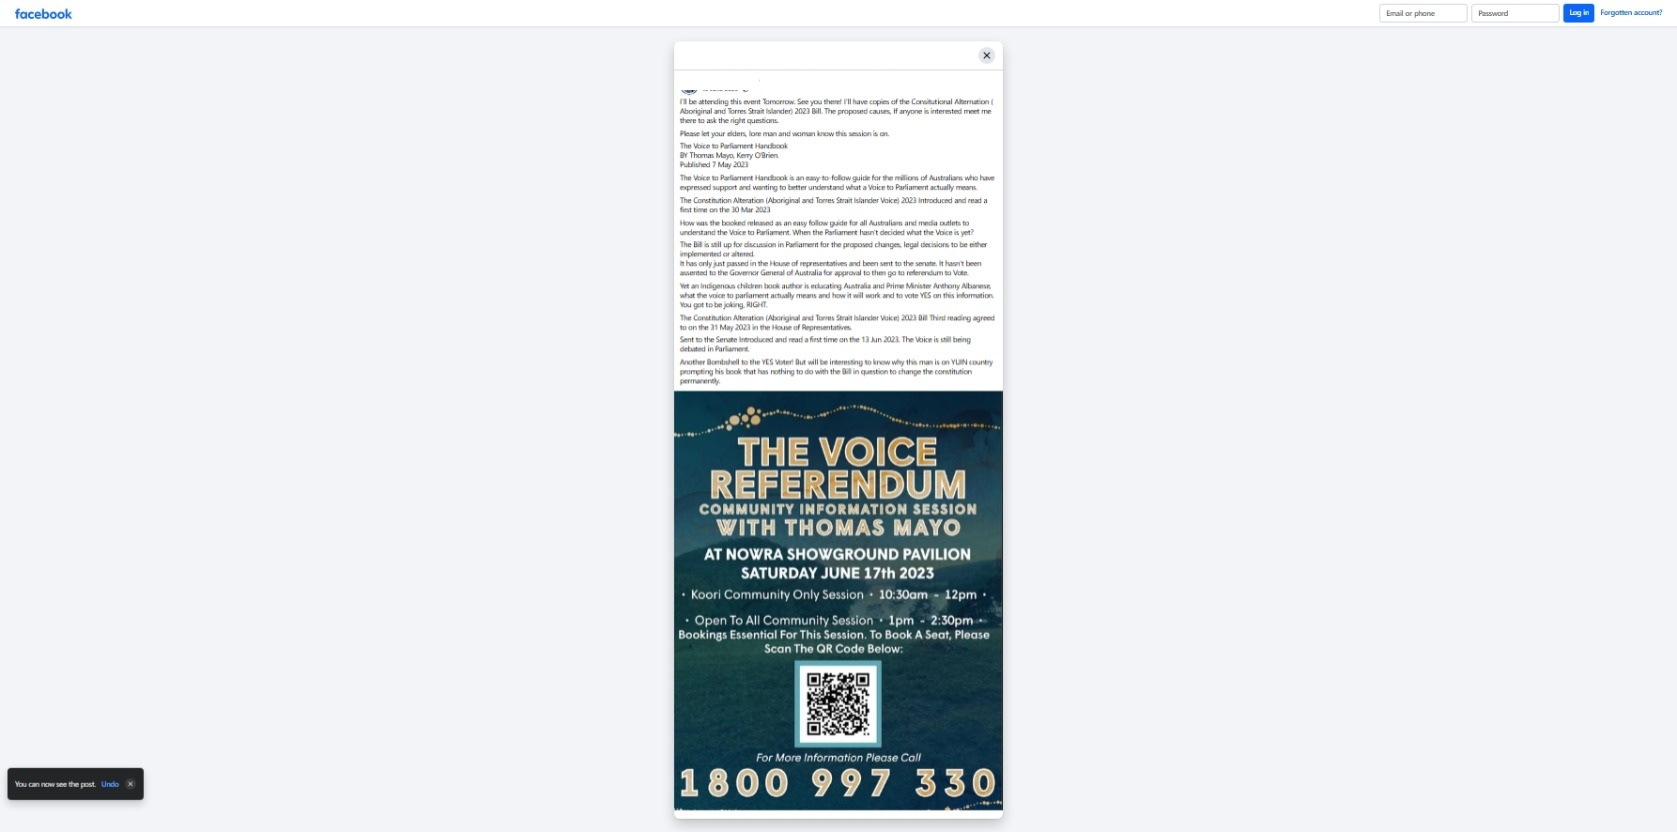 facebook
Email or phone
Password
Log in
Forgotten account?
I'll be attending this event Tomorrow. See you there! I'll have copies of the Consitutional Alternation (
Aboriginal and Torres Strait Islander) 2023 Bill. The proposed causes, If anyone is interested meet me
there to ask the right questions.
Please let your elders, lore man and woman know this session is on.
The Voice to Parliament Handbook
BY Thomas Mayo, Kerry O'Brien.
Published 7 May 2023
The Voice to Parliament Handbook is an easy-to-follow guide for the millions of Australians who have
expressed support and wanting to better understand what a Voice to Parliament actually means.
The Constitution Alteration (Aboriginal and Torres Strait Islander Voice) 2023 Introduced and read a
first time on the 30 Mar 2023
How was the booked released as an easy follow guide for all Australians and media outlets to
understand the Voice to Parliament. When the Parliament hasn't decided what the Voice is yet?
The Bill is still up for discussion in Parliament for the proposed changes, legal decisions to be either
implemented or altered.
It has only just passed in the House of representatives and been sent to the senate. It hasn't been
assented to the Governor General of Australia for approval to then go to referendum to Vote.
Yet an Indigenous children book author is educating Australia and Prime Minister Anthony Albanese,
what the voice to parliament actually means and how it will work and to vote YES on this information.
You got to be joking, RIGHT.
The Constitution Alteration (Aboriginal and Torres Strait Islander Voice) 2023 Bill Third reading agreed
to on the 31 May 2023 in the House of Representatives.
Sent to the Senate Introduced and read a first time on the 13 Jun 2023. The Voice is still being
debated in Parliament.
Another Bombshell to the YES Voter! But will be interesting to know why this man is on YUIN country
prompting his book that has nothing to do with the Bill in question to change the constitution
permanently.
THE VOICE
REFERENDUM
COMMUNITY INFORMATION SESSION
WITH THOMAS MAYO
AT NOWRA SHOWGROUND PAVILION
SATURDAY JUNE 17th 2023
• Koori Community Only Session • 10:30am - 12pm •
• Open To All Community Session • 1pm - 2:30pm •
Bookings Essential For This Session. To Book A Seat, Please
Scan The QR Code Below:
For More Information Please Call
1800 997 330
You can now see the post. Undo